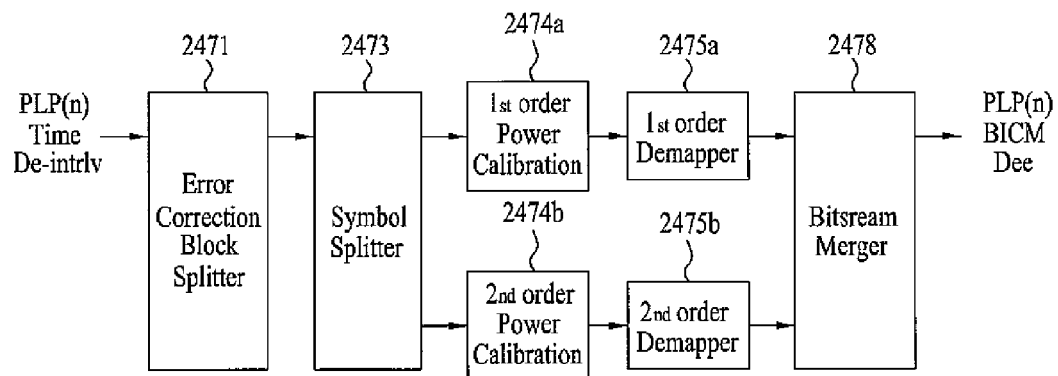 2471
2473
2474a
2475a
2478
PLP(n)
Time
De-intrlv
Error
Correction
Block
Splitter
Symbol
Splitter
1st order
Power
Calibration
1st order
Demapper
2474b
2475b
2nd order
Power
Calibration
2nd order
Demapper
Bitsream
Merger
PLP(n)
BICM
Dee